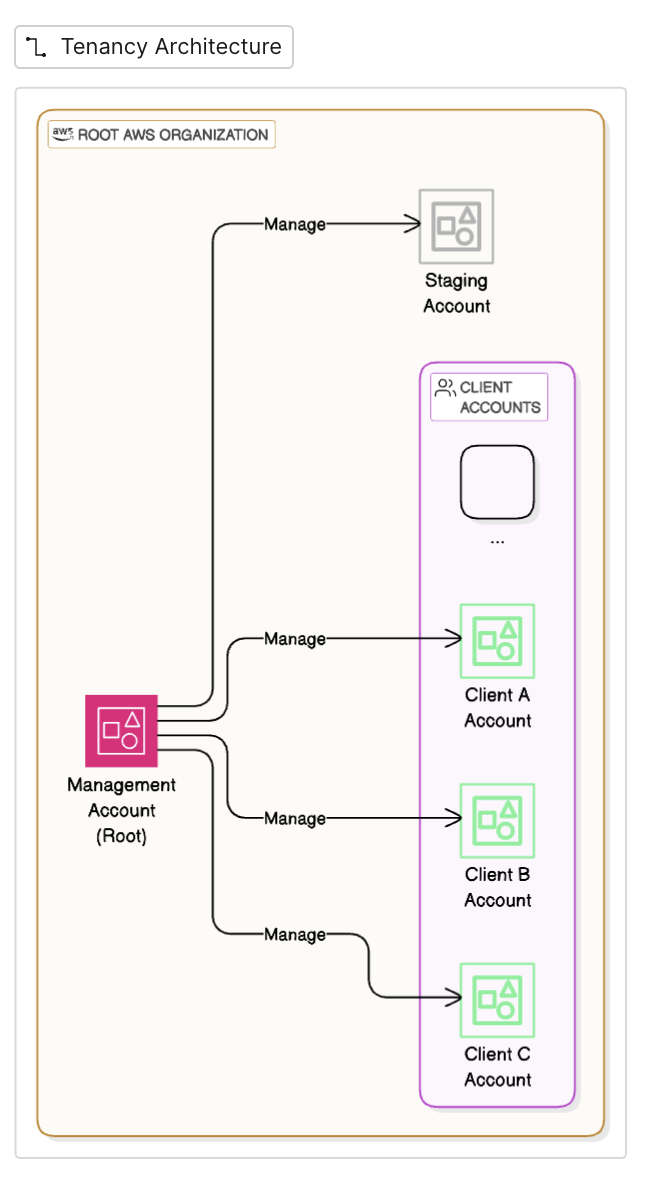 Tenancy Architecture
aws ROOT AWS ORGANIZATION
Manage
Staging
Account
CLIENT
ACCOUNTS
...
Manage
Client A
Account
Management
Account
(Root)
Manage
Client B
Account
Manage
Client C
Account